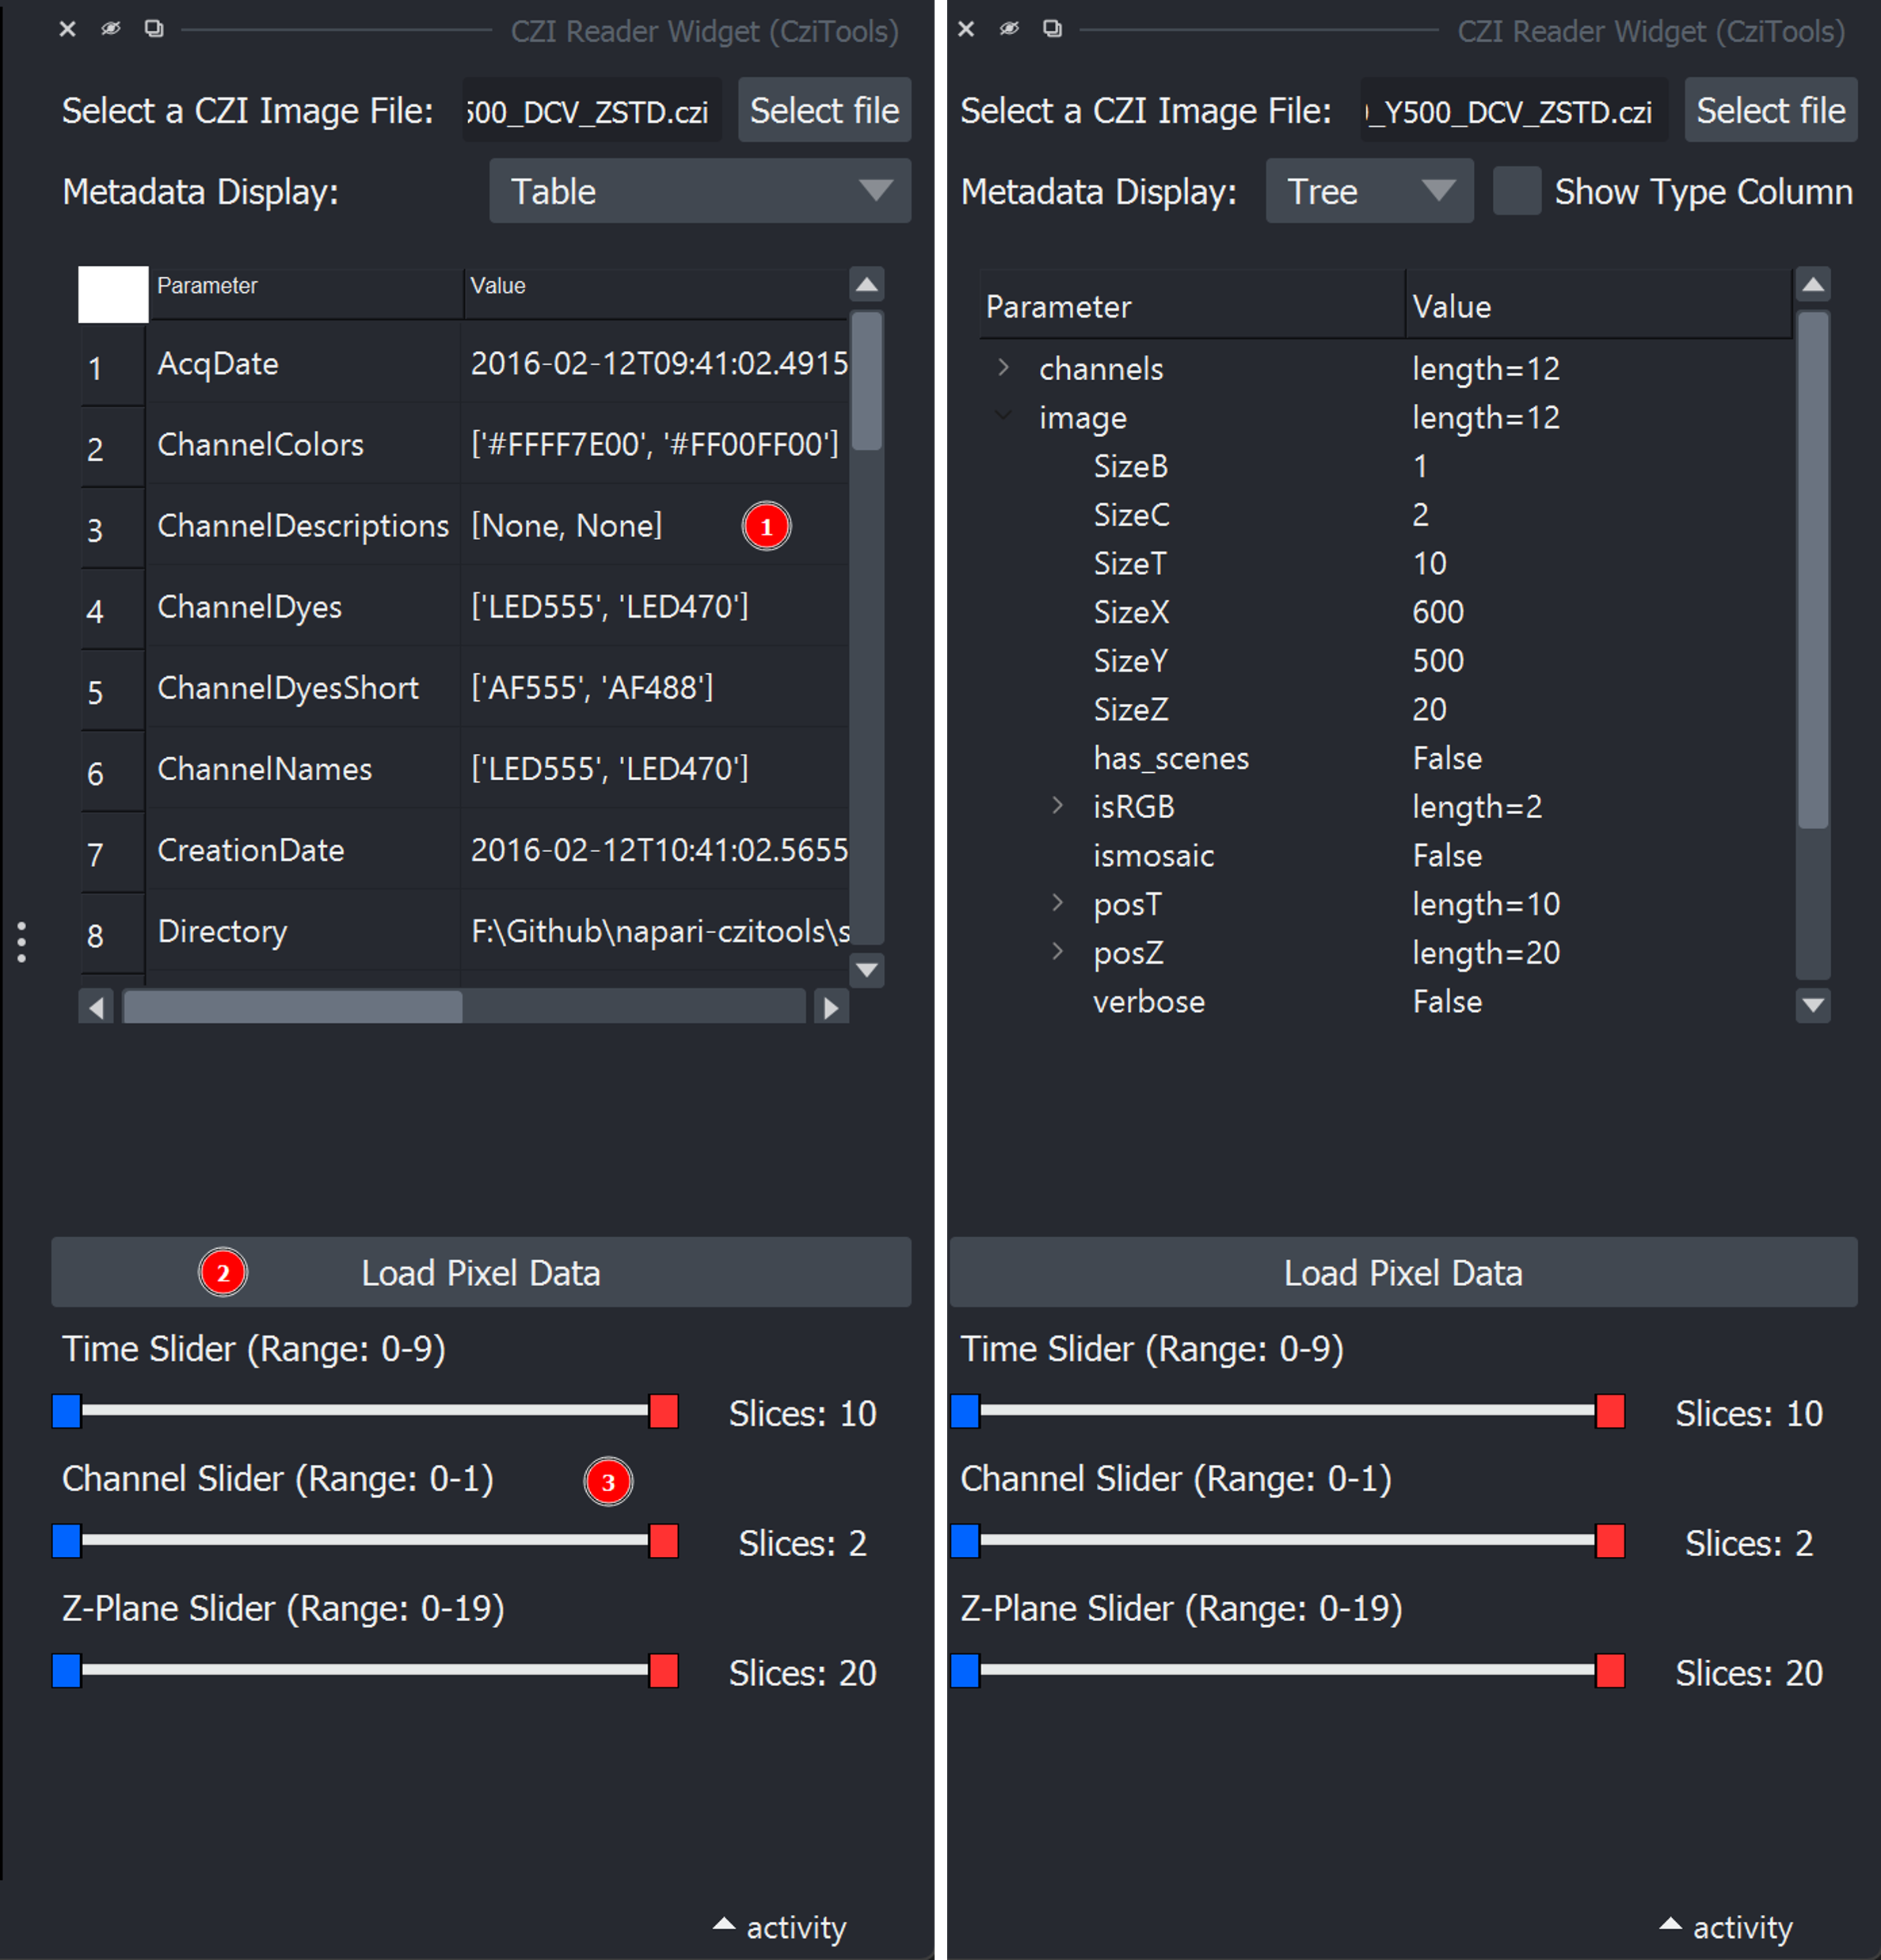 CZI Reader Widget (CziTools)
Select a CZI Image File: 500_DCV_ZSTD.czi Select file
Metadata Display: Table
Parameter Value
1 AcqDate 2016-02-12T09:41:02.4915
2 ChannelColors ['#FFFF7E00', '#FF00FF00']
3 ChannelDescriptions [None, None] 1
4 ChannelDyes ['LED555', 'LED470']
5 ChannelDyesShort ['AF555', 'AF488']
6 ChannelNames ['LED555', 'LED470']
7 CreationDate 2016-02-12T10:41:02.5655
8 Directory F:\Github\napari-czitools\s
2 Load Pixel Data
Time Slider (Range: 0-9)
Slices: 10
Channel Slider (Range: 0-1) 3
Slices: 2
Z-Plane Slider (Range: 0-19)
Slices: 20
activity
CZI Reader Widget (CziTools)
Select a CZI Image File: _Y500_DCV_ZSTD.czi Select file
Metadata Display: Tree Show Type Column
Parameter Value
channels length=12
image length=12
SizeB 1
SizeC 2
SizeT 10
SizeX 600
SizeY 500
SizeZ 20
has_scenes False
isRGB length=2
ismosaic False
posT length=10
posZ length=20
verbose False
Load Pixel Data
Time Slider (Range: 0-9)
Slices: 10
Channel Slider (Range: 0-1)
Slices: 2
Z-Plane Slider (Range: 0-19)
Slices: 20
activity